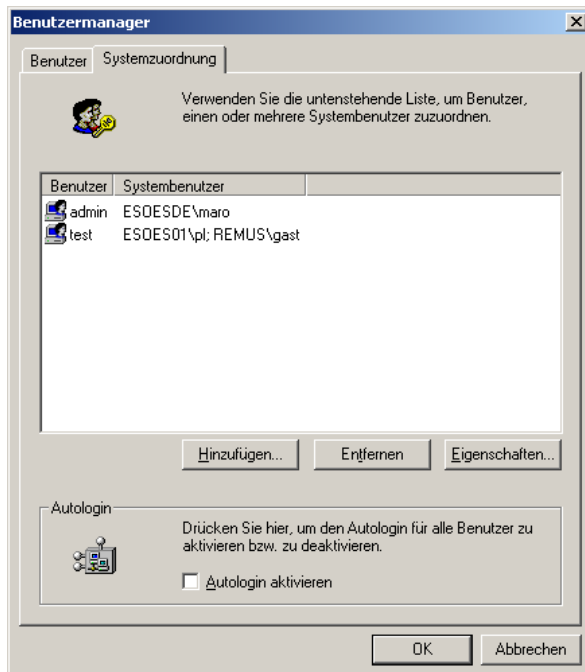 Benutzermanager
Benutzer Systemzuordnung
Verwenden Sie die untenstehende Liste, um Benutzer,
einen oder mehrere Systembenutzer zuzuordnen.
Benutzer Systembenutzer
admin ESOESDE\maro
test ESOES01\pl; REMUS\gast
Hinzufügen... Entfernen Eigenschaften...
Autologin
Drücken Sie hier, um den Autologin für alle Benutzer zu
aktivieren bzw. zu deaktivieren.
Autologin aktivieren
OK Abbrechen